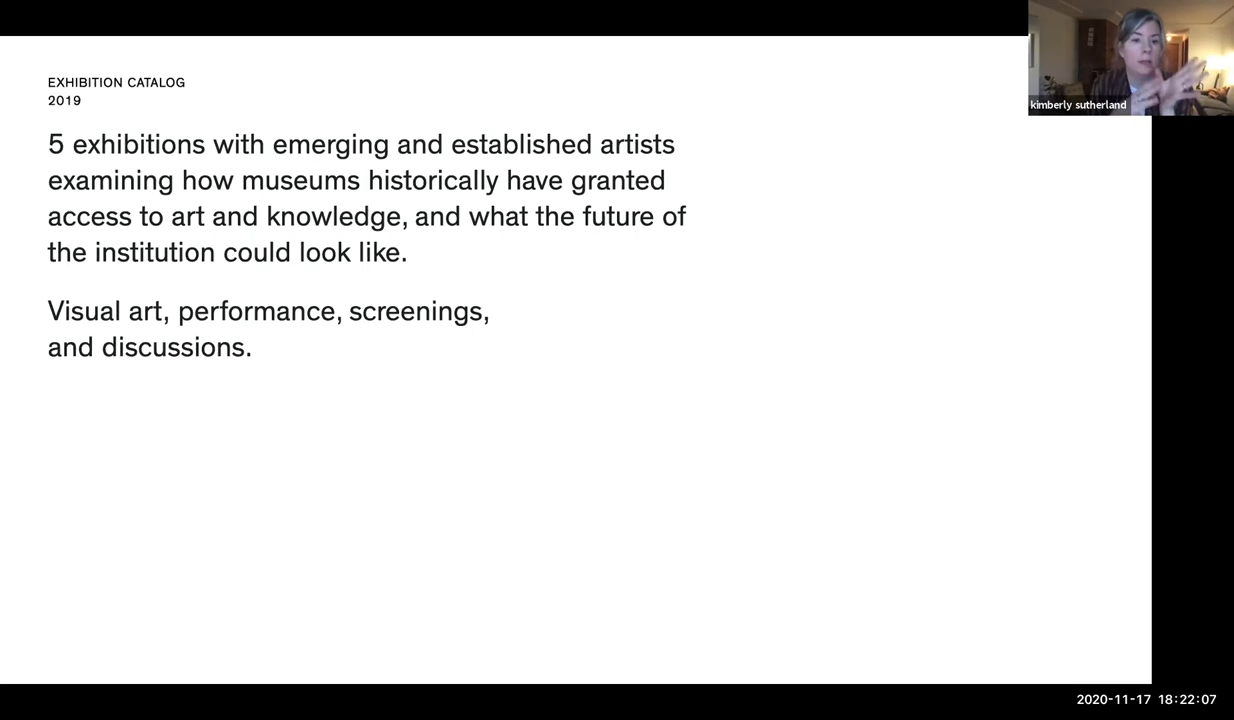 EXHIBITION CATALOG
2019
5 exhibitions with emerging and established artists
examining how museums historically have granted
access to art and knowledge, and what the future of
the institution could look like.
Visual art, performance, screenings,
and discussions.
kimberly sutherland
2020-11-17 18:22:07